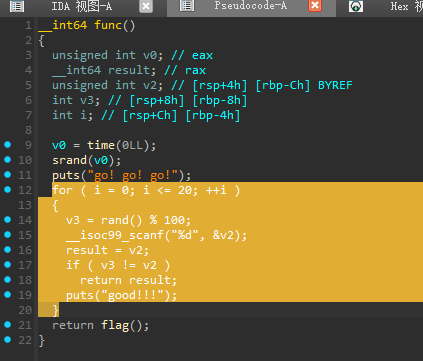 IDA 视图-A
Pseudocode-A
Hex 视
1 __int64 func()
2 {
3 unsigned int v0; // eax
4 __int64 result; // rax
5 unsigned int v2; // [rsp+4h] [rbp-Ch] BYREF
6 int v3; // [rsp+8h] [rbp-8h]
7 int i; // [rsp+Ch] [rbp-4h]
8
9 v0 = time(0LL);
10 srand(v0);
11 puts("go! go! go!");
12 for ( i = 0; i <= 20; ++i )
13 {
14 v3 = rand() % 100;
15 __isoc99_scanf("%d", &v2);
16 result = v2;
17 if ( v3 != v2 )
18 return result;
19 puts("good!!!");
20 }
21 return flag();
22 }